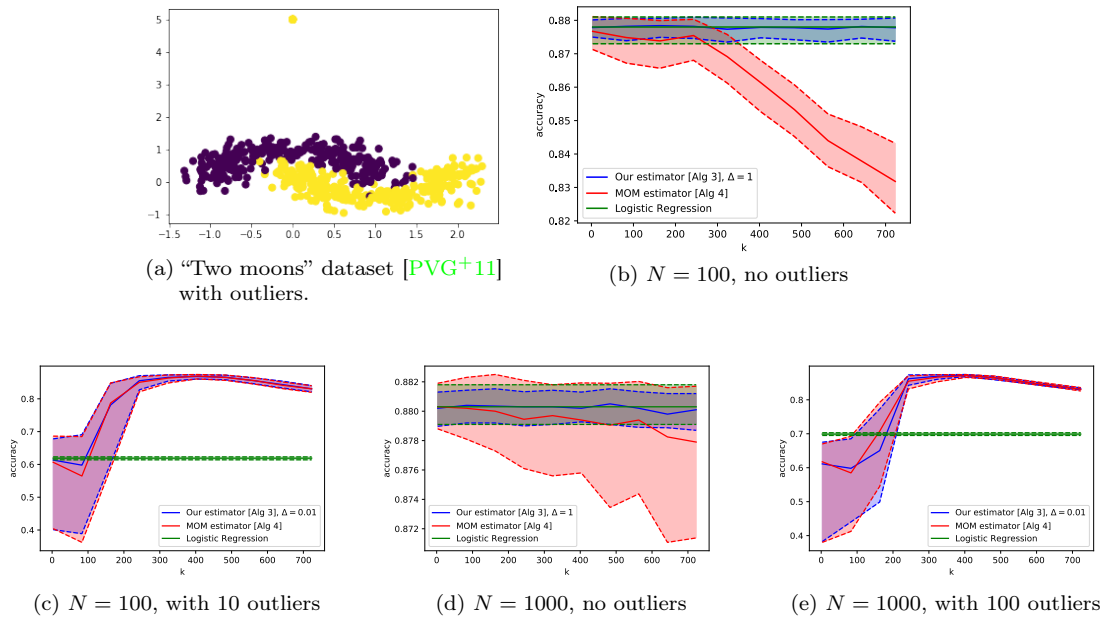 5
4
3
2
1
0
−1
−1.5 −1.0 −0.5 0.0 0.5 1.0 1.5 2.0
(a) “Two moons” dataset [PVG+11]
with outliers.
0.88
0.87
0.86
0.85
0.84
0.83
0.82
accuracy
Our estimator [Alg 3], Δ = 1
MOM estimator [Alg 4]
Logistic Regression
0 100 200 300 400 500 600 700
k
(b) N = 100, no outliers
0.8
0.7
0.6
0.5
0.4
accuracy
Our estimator [Alg 3], Δ = 0.01
MOM estimator [Alg 4]
Logistic Regression
0 100 200 300 400 500 600 700
k
(c) N = 100, with 10 outliers
0.882
0.880
0.878
0.876
0.874
0.872
accuracy
Our estimator [Alg 3], Δ = 1
MOM estimator [Alg 4]
Logistic Regression
0 100 200 300 400 500 600 700
k
(d) N = 1000, no outliers
0.8
0.7
0.6
0.5
0.4
accuracy
Our estimator [Alg 3], Δ = 0.01
MOM estimator [Alg 4]
Logistic Regression
0 100 200 300 400 500 600 700
k
(e) N = 1000, with 100 outliers